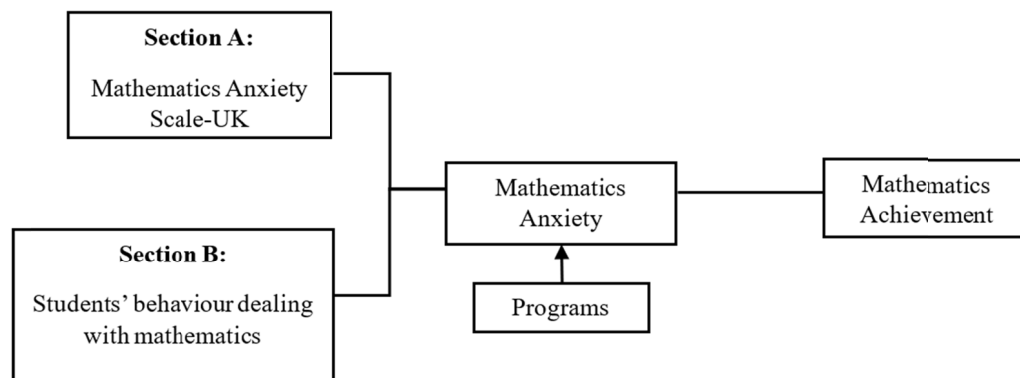 Section A:
Mathematics Anxiety
Scale-UK
Section B:
Students’ behaviour dealing
with mathematics
Mathematics
Anxiety
Programs
Mathematics
Achievement